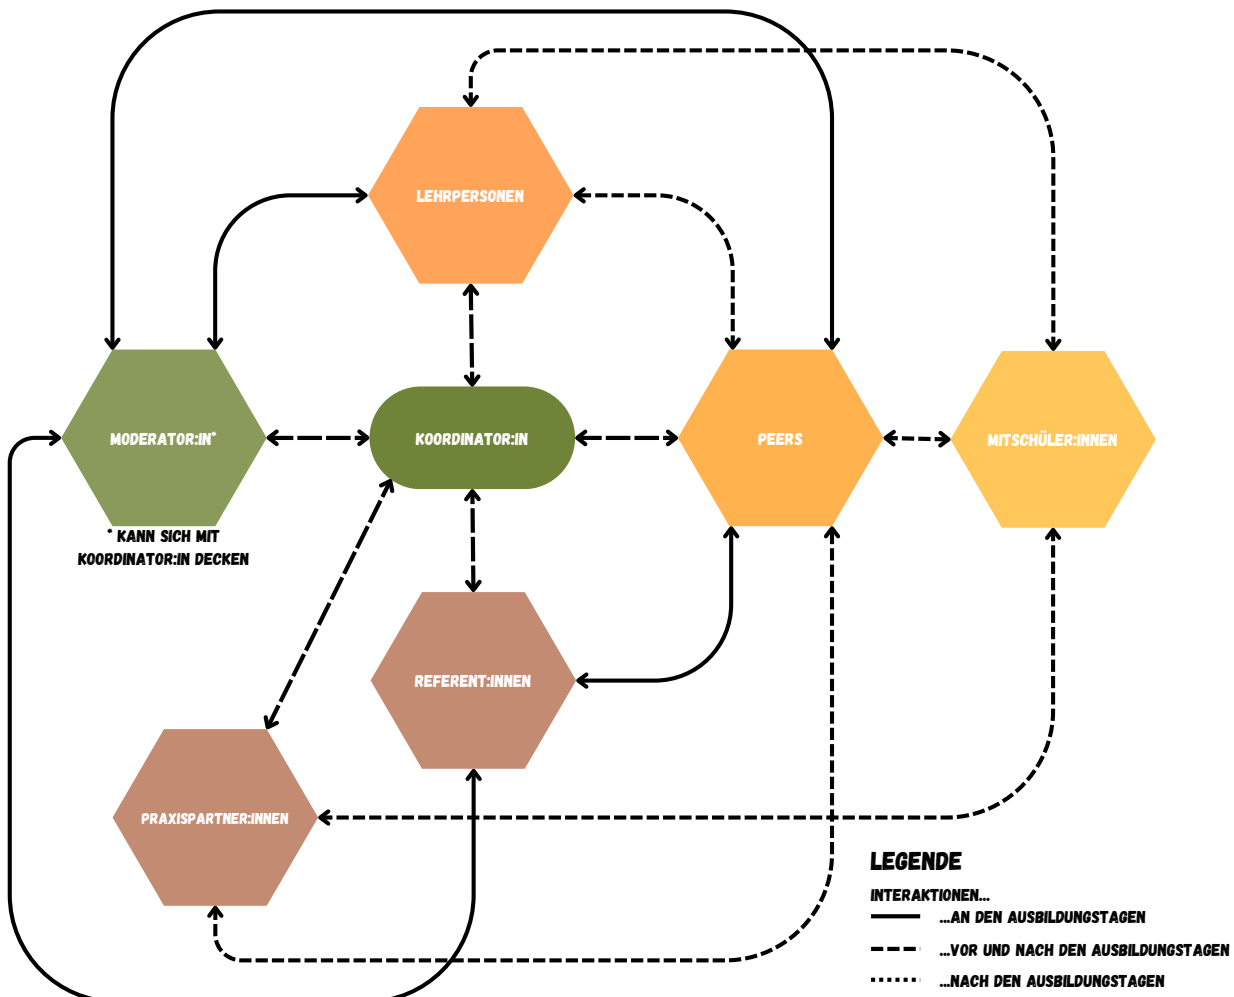 LEHRPERSONEN
MODERATOR:IN*
KOORDINATOR:IN
PEERS
MITSCHÜLER:INNEN
* KANN SICH MIT
KOORDINATOR:IN DECKEN
REFERENT:INNEN
PRAXISPARTNER:INNEN
LEGENDE
INTERAKTIONEN...
...AN DEN AUSBILDUNGSTAGEN
...VOR UND NACH DEN AUSBILDUNGSTAGEN
...NACH DEN AUSBILDUNGSTAGEN